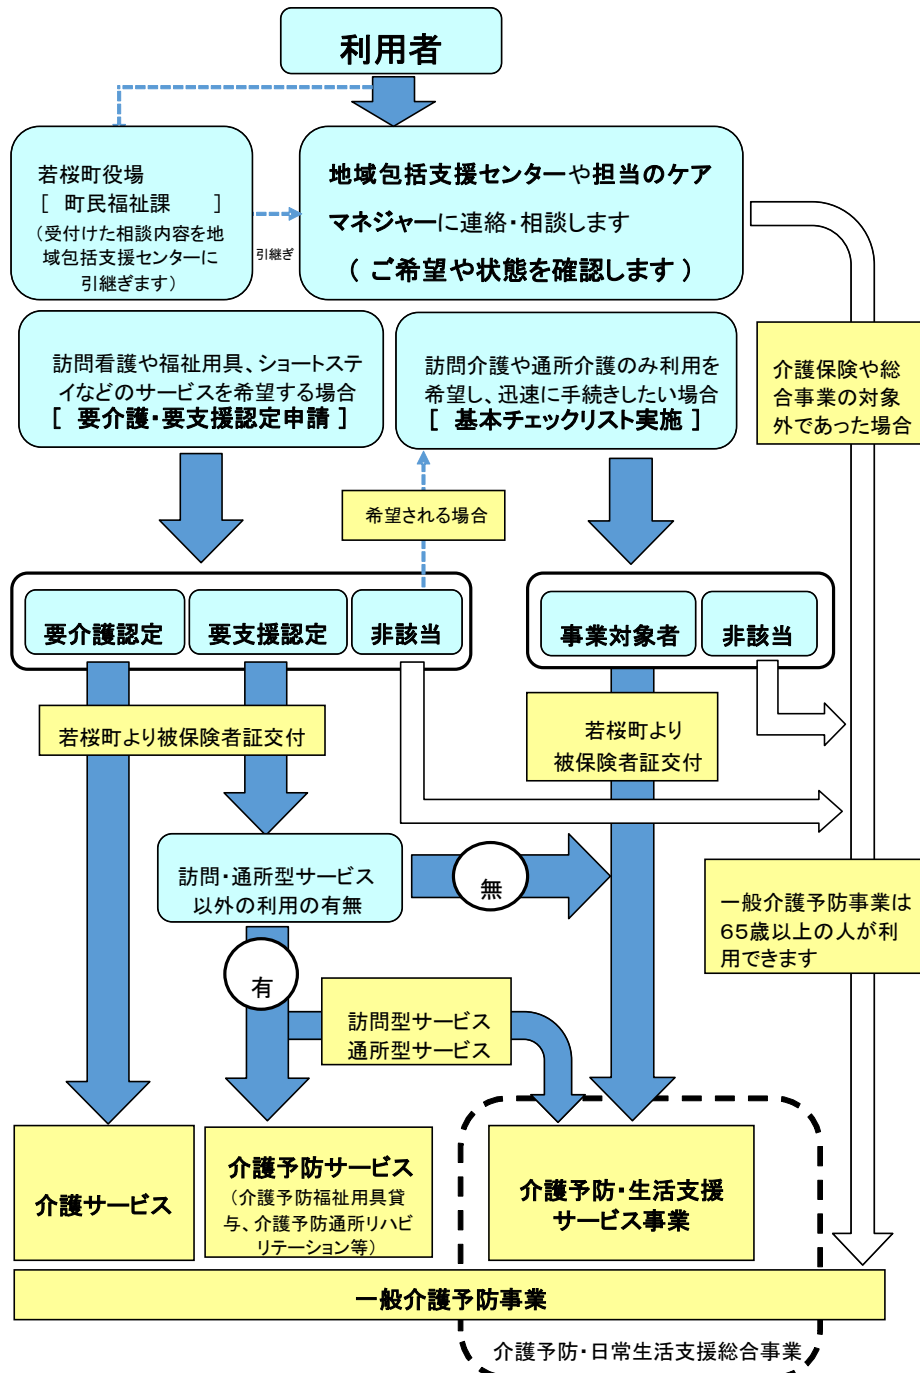 利用者
若桜町役場
［　町民福祉課　　］
（受付けた相談内容を地
域包括支援センターに
引継ぎます）
引継ぎ
地域包括支援センターや担当のケア
マネジャーに連絡・相談します
（ ご希望や状態を確認します ）
訪問看護や福祉用具、ショートステ
イなどのサービスを希望する場合
［ 要介護・要支援認定申請 ］
訪問介護や通所介護のみ利用を
希望し、迅速に手続きしたい場合
［ 基本チェックリスト実施 ］
介護保険や総
合事業の対象
外であった場合
希望される場合
要介護認定
要支援認定
非該当
事業対象者
非該当
若桜町より被保険者証交付
若桜町より
被保険者証交付
訪問・通所型サービス
以外の利用の有無
無
一般介護予防事業は
６５歳以上の人が利
用できます
有
訪問型サービス
通所型サービス
介護サービス
介護予防サービス
（介護予防福祉用具貸
与、介護予防通所リハビ
リテーション等）
介護予防・生活支援
サービス事業
一般介護予防事業
介護予防・日常生活支援総合事業